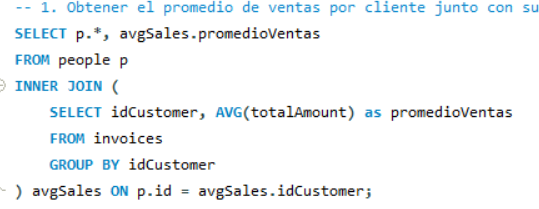 -- 1. Obtener el promedio de ventas por cliente junto con su
SELECT p.*, avgSales.promedioVentas
FROM people p
INNER JOIN (
SELECT idCustomer, AVG(totalAmount) as promedioVentas
FROM invoices
GROUP BY idCustomer
) avgSales ON p.id = avgSales.idCustomer;